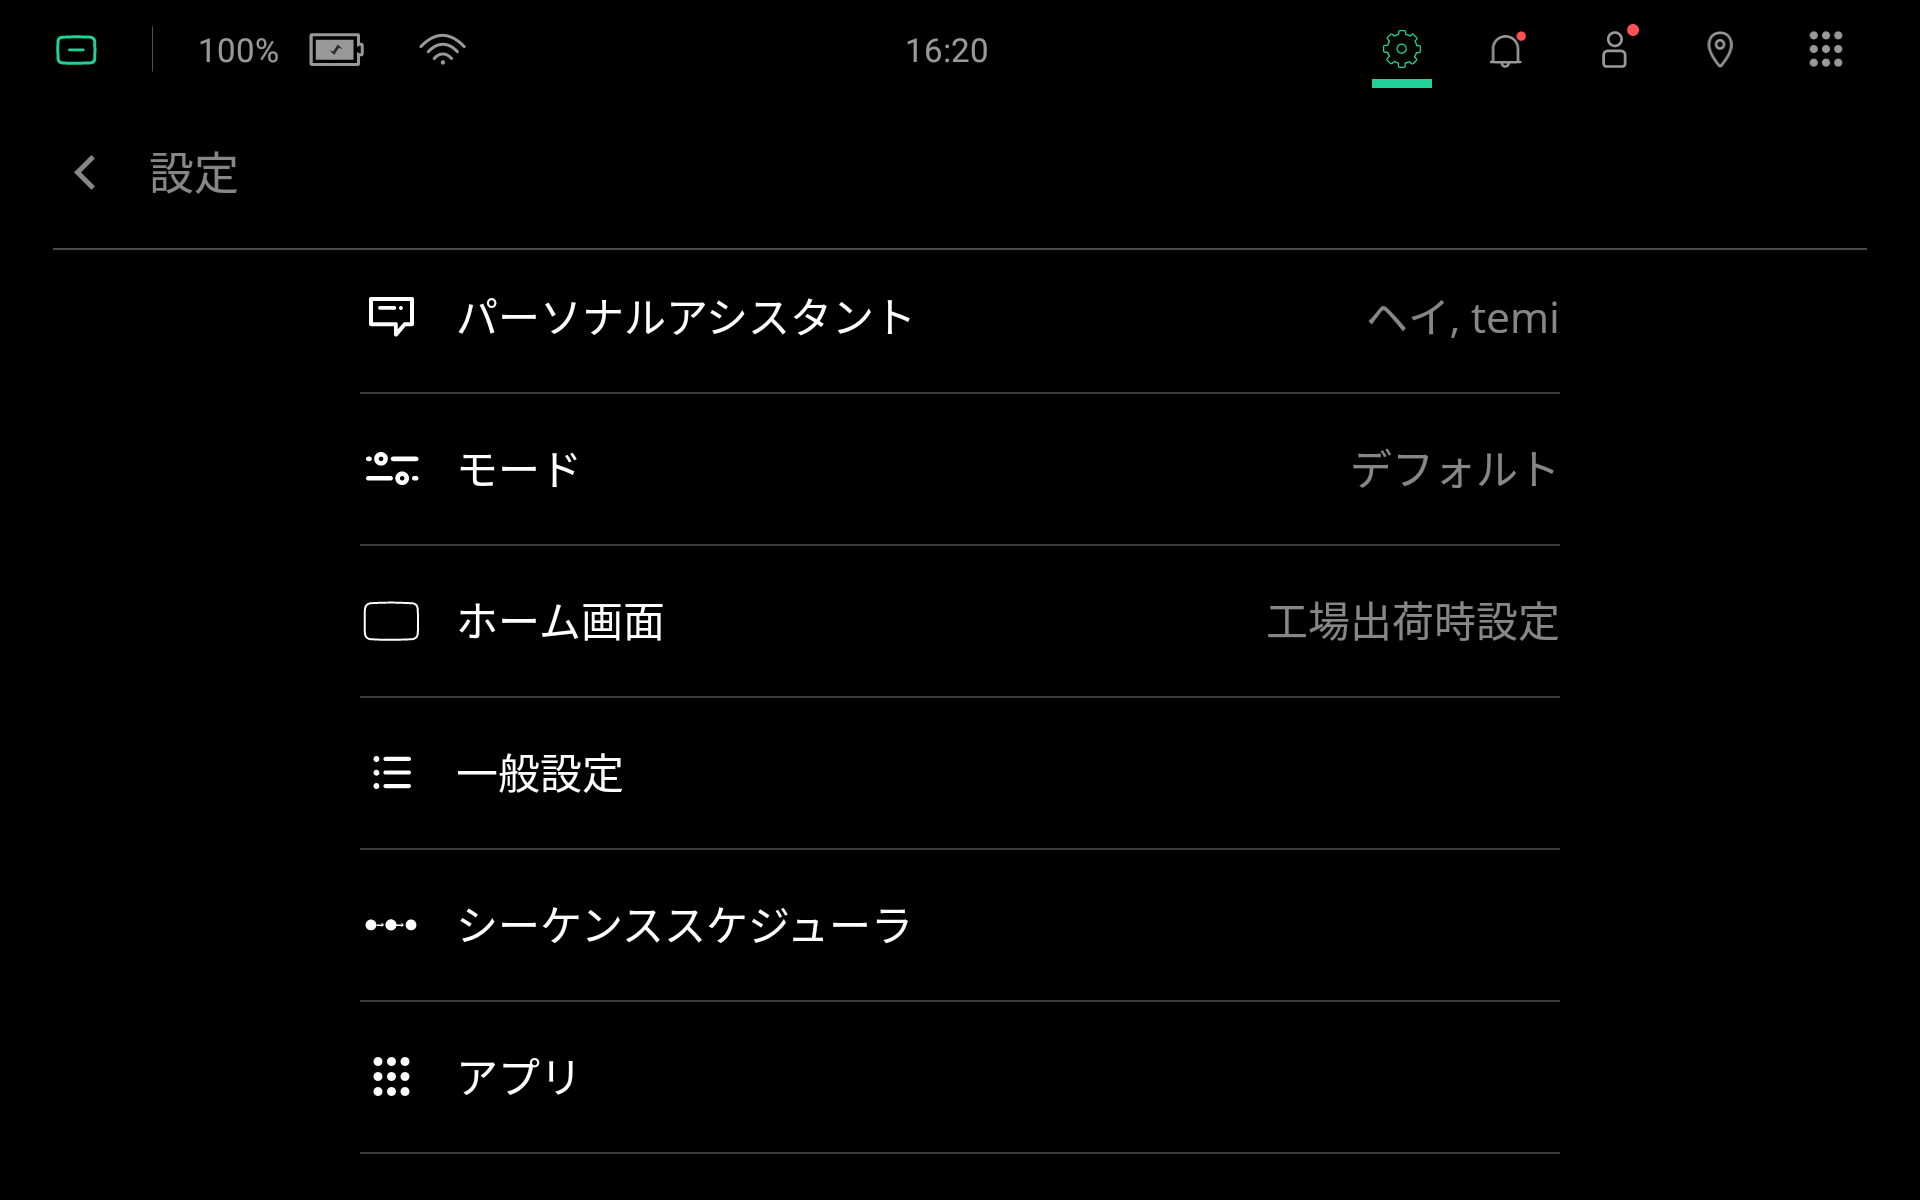 100%
16:20
設定
パーソナルアシスタント ヘイ, temi
モード デフォルト
ホーム画面 工場出荷時設定
一般設定
シーケンススケジューラ
アプリ